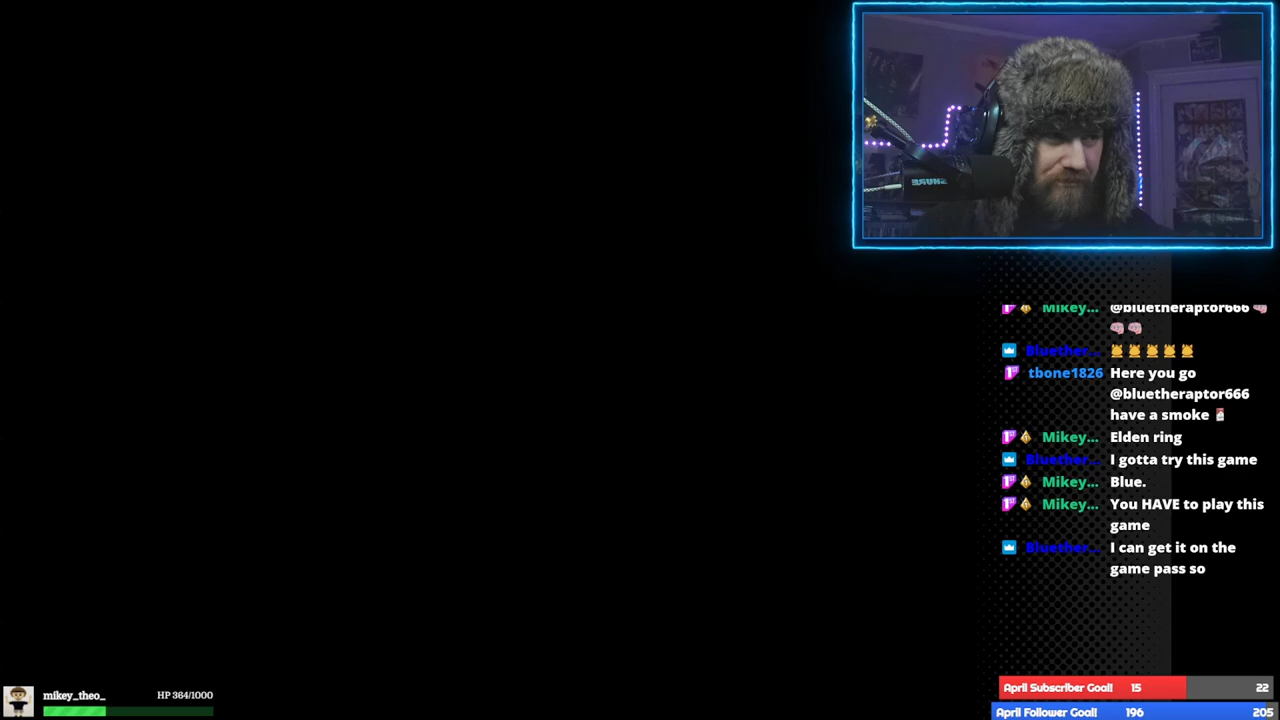 SHURE
Mikey... @bluetheraptor666 👊🏼
👊🏼 👊🏼
Bluether...
tbone1826 Here you go
@bluetheraptor666
have a smoke
Mikey... Elden ring
Bluether... I gotta try this game
Mikey... Blue.
Mikey... You HAVE to play this
game
Bluether... I can get it on the
game pass so
mikey_theo_ HP 364/1000
April Subscriber Goal! 15 22
April Follower Goal! 196 205